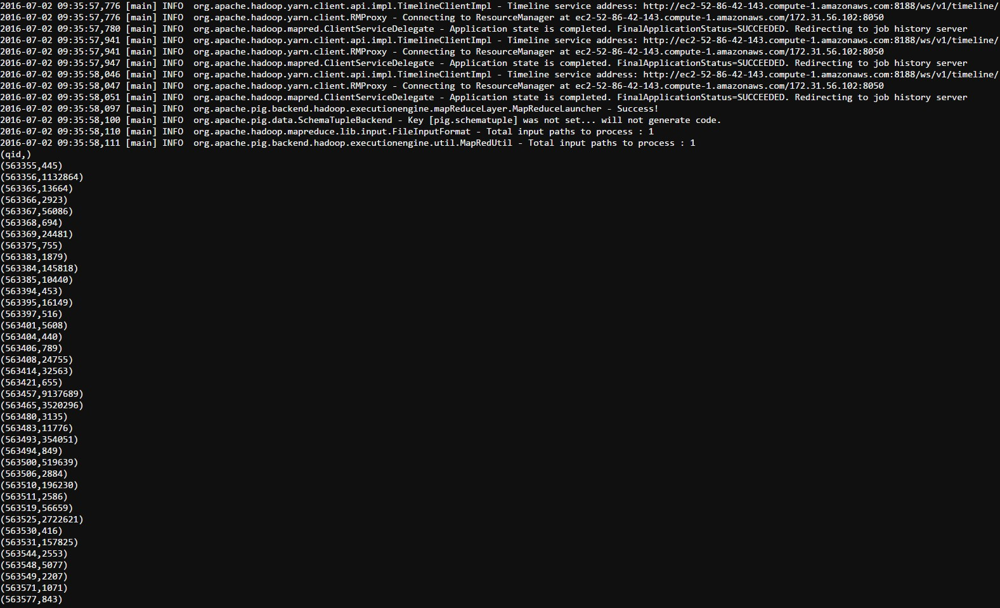 2016-07-02 09:35:57,776 [main] INFO  org.apache.hadoop.yarn.client.api.impl.TimelineClientImpl - Timeline service address: http://ec2-52-86-42-143.compute-1.amazonaws.com:8188/ws/v1/timeline/
2016-07-02 09:35:57,776 [main] INFO  org.apache.hadoop.yarn.client.RMProxy - Connecting to ResourceManager at ec2-52-86-42-143.compute-1.amazonaws.com/172.31.56.102:8050
2016-07-02 09:35:57,780 [main] INFO  org.apache.hadoop.mapred.ClientServiceDelegate - Application state is completed. FinalApplicationStatus=SUCCEEDED. Redirecting to job history server
2016-07-02 09:35:57,941 [main] INFO  org.apache.hadoop.yarn.client.api.impl.TimelineClientImpl - Timeline service address: http://ec2-52-86-42-143.compute-1.amazonaws.com:8188/ws/v1/timeline/
2016-07-02 09:35:57,941 [main] INFO  org.apache.hadoop.yarn.client.RMProxy - Connecting to ResourceManager at ec2-52-86-42-143.compute-1.amazonaws.com/172.31.56.102:8050
2016-07-02 09:35:57,947 [main] INFO  org.apache.hadoop.mapred.ClientServiceDelegate - Application state is completed. FinalApplicationStatus=SUCCEEDED. Redirecting to job history server
2016-07-02 09:35:58,046 [main] INFO  org.apache.hadoop.yarn.client.api.impl.TimelineClientImpl - Timeline service address: http://ec2-52-86-42-143.compute-1.amazonaws.com:8188/ws/v1/timeline/
2016-07-02 09:35:58,047 [main] INFO  org.apache.hadoop.yarn.client.RMProxy - Connecting to ResourceManager at ec2-52-86-42-143.compute-1.amazonaws.com/172.31.56.102:8050
2016-07-02 09:35:58,051 [main] INFO  org.apache.hadoop.mapred.ClientServiceDelegate - Application state is completed. FinalApplicationStatus=SUCCEEDED. Redirecting to job history server
2016-07-02 09:35:58,097 [main] INFO  org.apache.pig.backend.hadoop.executionengine.mapReduceLayer.MapReduceLauncher - Success!
2016-07-02 09:35:58,100 [main] INFO  org.apache.pig.data.SchemaTupleBackend - Key [pig.schematuple] was not set... will not generate code.
2016-07-02 09:35:58,110 [main] INFO  org.apache.hadoop.mapreduce.lib.input.FileInputFormat - Total input paths to process : 1
2016-07-02 09:35:58,111 [main] INFO  org.apache.pig.backend.hadoop.executionengine.util.MapRedUtil - Total input paths to process : 1
(qid,)
(563355,445)
(563356,1132864)
(563365,13664)
(563366,2923)
(563367,56086)
(563368,694)
(563369,24481)
(563375,755)
(563383,1879)
(563384,145818)
(563385,10440)
(563394,453)
(563395,16149)
(563397,516)
(563401,5608)
(563404,440)
(563406,789)
(563408,24755)
(563414,32563)
(563421,655)
(563457,9137689)
(563465,3520296)
(563480,3135)
(563483,11776)
(563493,354051)
(563494,849)
(563500,519639)
(563506,2884)
(563510,196230)
(563511,2586)
(563519,56659)
(563525,2722621)
(563530,416)
(563531,157825)
(563544,2553)
(563548,5077)
(563549,2207)
(563571,1071)
(563577,843)